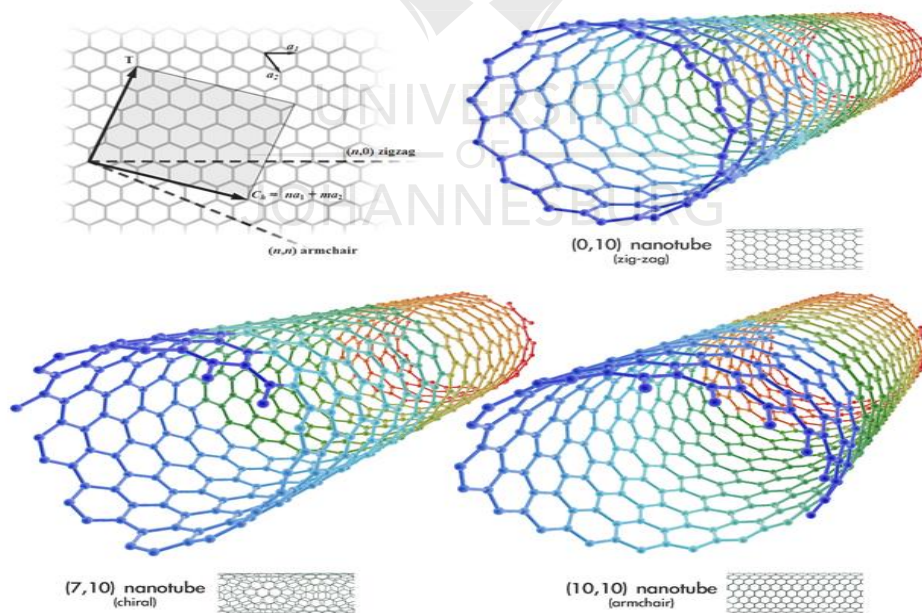 a₁
a₂
T
(n,0) zigzag
Cₕ = na₁ + ma₂
(n,n) armchair
UNIVERSITY
OF
JOHANNESBURG
(0,10) nanotube
(zig-zag)
(7,10) nanotube
(chiral)
(10,10) nanotube
(armchair)